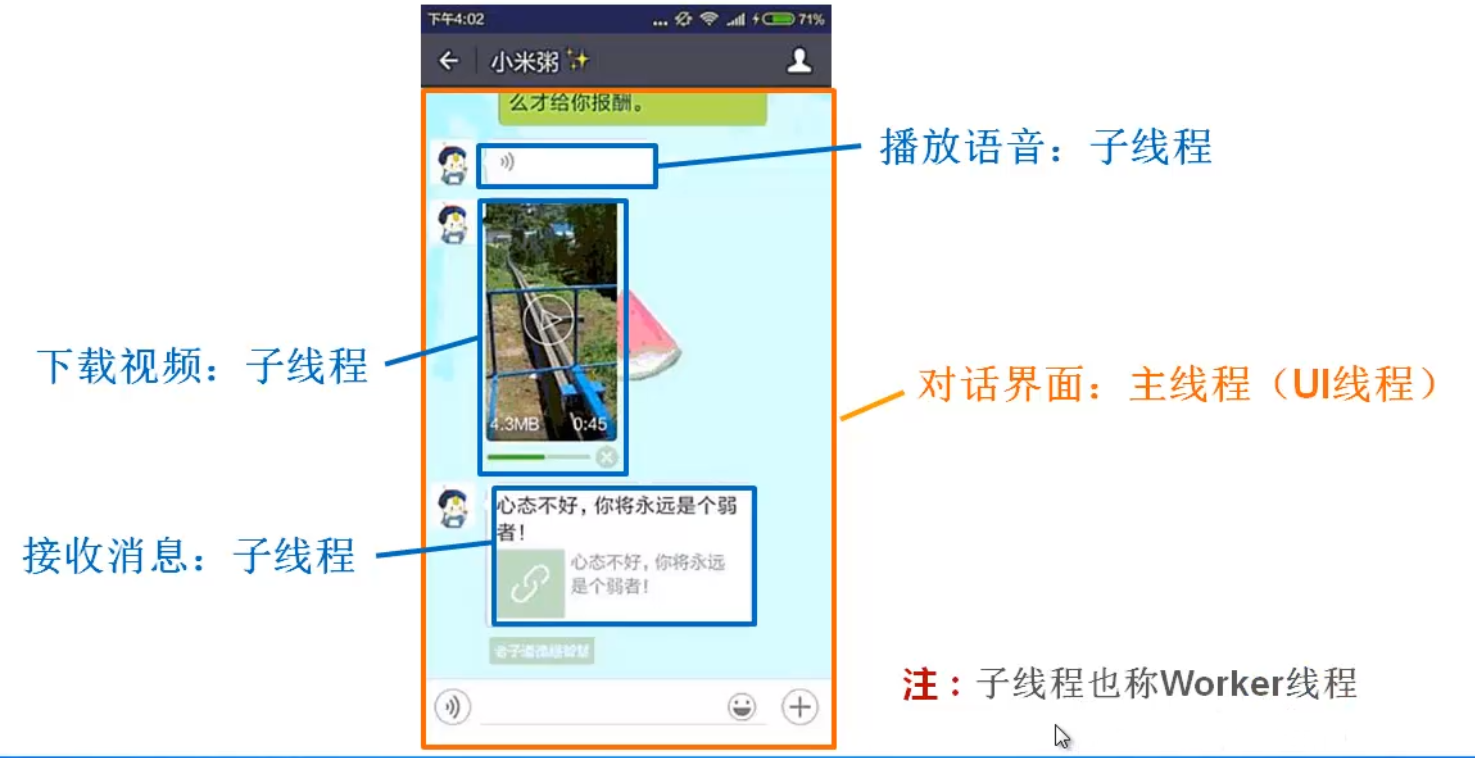 下午4:02
... 71%
小米粥✨
么才给你报酬。
播放语音：子线程
下载视频：子线程
4.3MB 0:45
对话界面：主线程（UI线程）
心态不好，你将永远是个弱
者！
心态不好，你将永远
是个弱者！
接收消息：子线程
注：子线程也称Worker线程